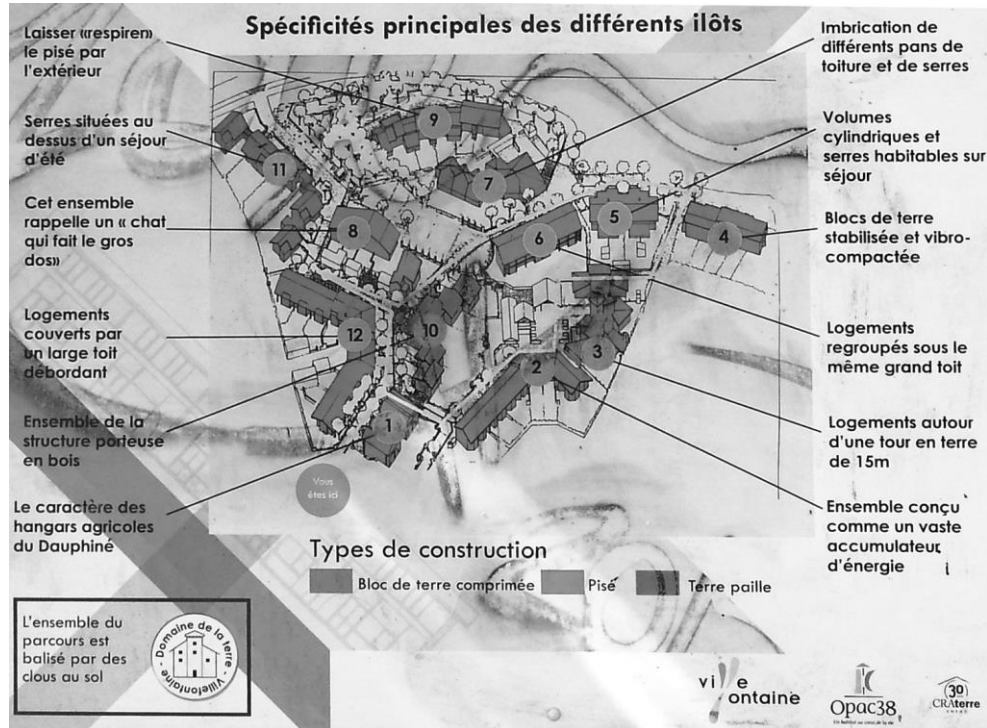 Spécificités principales des différents ilôts
Laisser «respiren»
le pisé par
l'extérieur
Serres situées au
dessus d'un séjour
d'été
Cet ensemble
rappelle un « chat
qui fait le gros
dos»
Logements
couverts par
un large toit
débordant
Ensemble de la
structure porteuse
en bois
Le caractère des
hangars agricoles
du Dauphiné
Imbrication de
différents pans de
toiture et de serres
Volumes
cylindriques et
serres habitables sur
séjour
Blocs de terre
stabilisée et vibro-
compactée
Logements
regroupés sous le
même grand toit
Logements autour
d'une tour en terre
de 15m
Ensemble conçu
comme un vaste
accumulateur
d'énergie
9
11
7
5
8
6
4
10
12
3
2
1
Vous
êtes ici
Types de construction
Bloc de terre comprimée
Pisé
Terre paille
L'ensemble du
parcours est
balisé par des
clous au sol
Domaine de la terre - Villefontaine -
ville
fontaine
Opac38
30
CRAterre